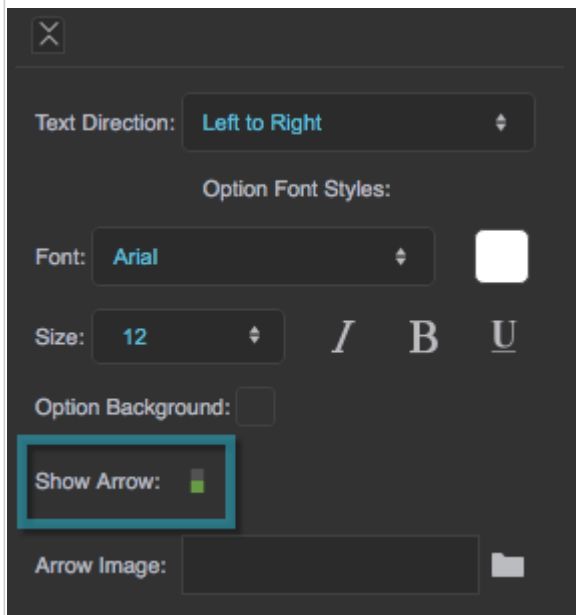 Text Direction: Left to Right
Option Font Styles:
Font: Arial
Size: 12 I B U
Option Background:
Show Arrow:
Arrow Image: